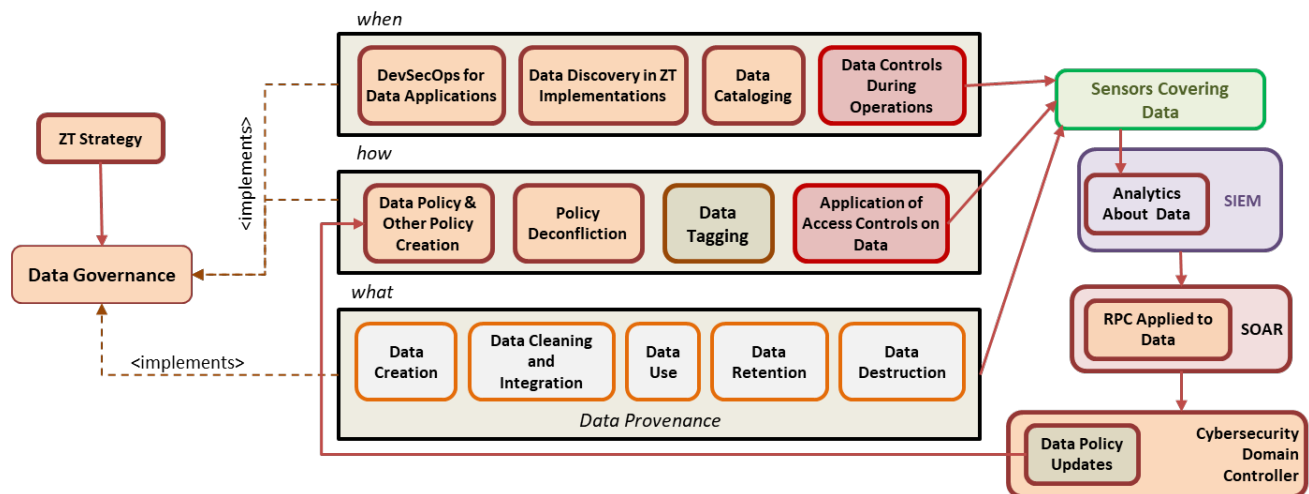 when
DevSecOps for
Data Applications
Data Discovery in ZT
Implementations
Data
Cataloging
Data Controls
During
Operations
Sensors Covering
Data
ZT Strategy
<implements>
how
Data Policy &
Other Policy
Creation
Policy
Deconfliction
Data
Tagging
Application of
Access Controls on
Data
Analytics
About Data
SIEM
Data Governance
what
<implements>
Data
Creation
Data Cleaning
and
Integration
Data
Use
Data
Retention
Data
Destruction
Data Provenance
RPC Applied to
Data
SOAR
Data Policy
Updates
Cybersecurity
Domain
Controller